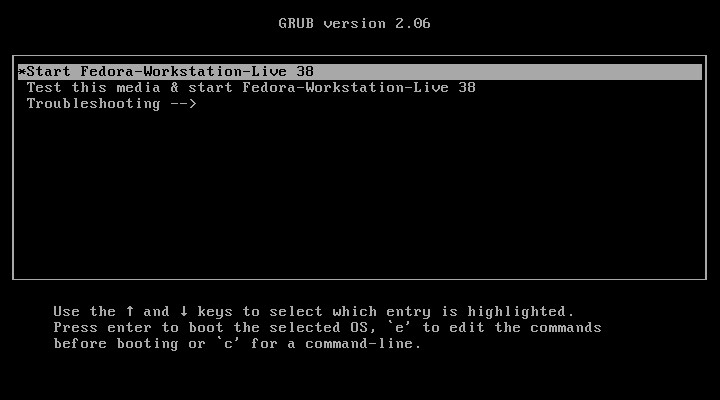 GRUB version 2.06
*Start Fedora-Workstation-Live 38
Test this media & start Fedora-Workstation-Live 38
Troubleshooting -->
Use the ↑ and ↓ keys to select which entry is highlighted.
Press enter to boot the selected OS, `e' to edit the commands
before booting or `c' for a command-line.